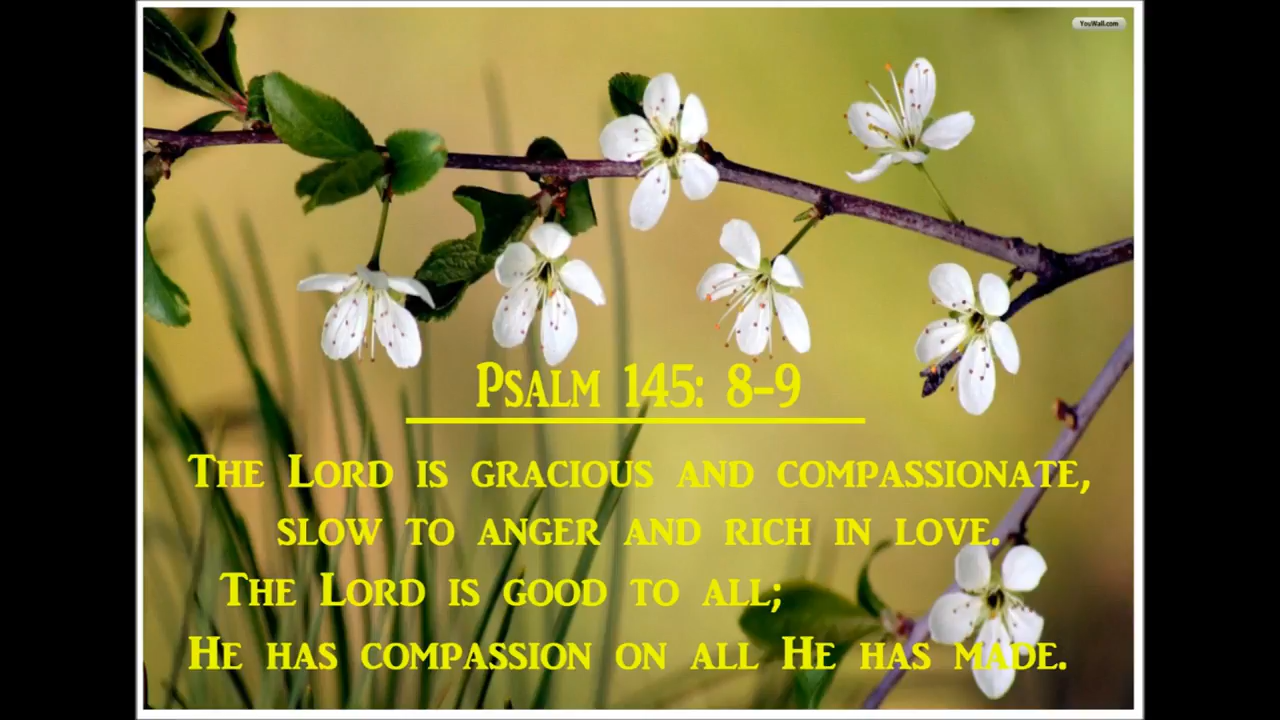 YouWall.com
Psalm 145: 8-9
The Lord is gracious and compassionate,
slow to anger and rich in love.
The Lord is good to all;
He has compassion on all He has made.